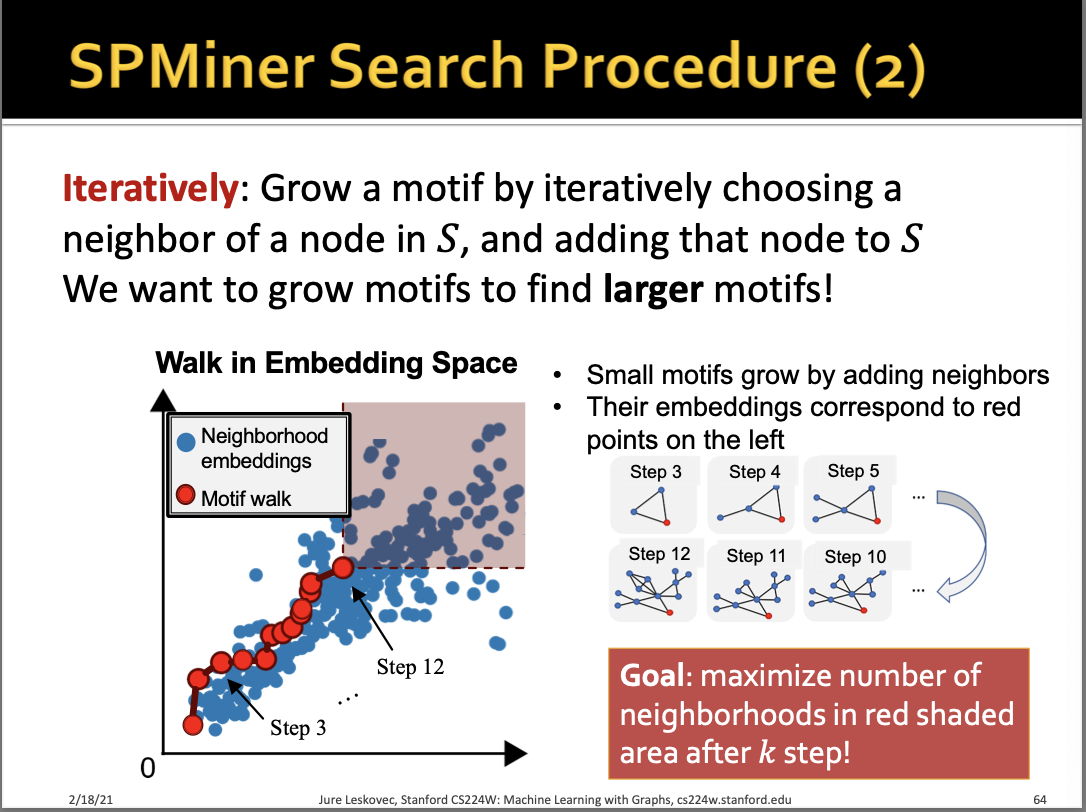 SPMiner Search Procedure (2)
Iteratively: Grow a motif by iteratively choosing a
neighbor of a node in S, and adding that node to S
We want to grow motifs to find larger motifs!
Walk in Embedding Space
Neighborhood
embeddings
Motif walk
Step 12
...
Step 3
0
• Small motifs grow by adding neighbors
• Their embeddings correspond to red
points on the left
Step 3 Step 4 Step 5 ...
Step 12 Step 11 Step 10 ...
Goal: maximize number of
neighborhoods in red shaded
area after k step!
2/18/21 Jure Leskovec, Stanford CS224W: Machine Learning with Graphs, cs224w.stanford.edu 64